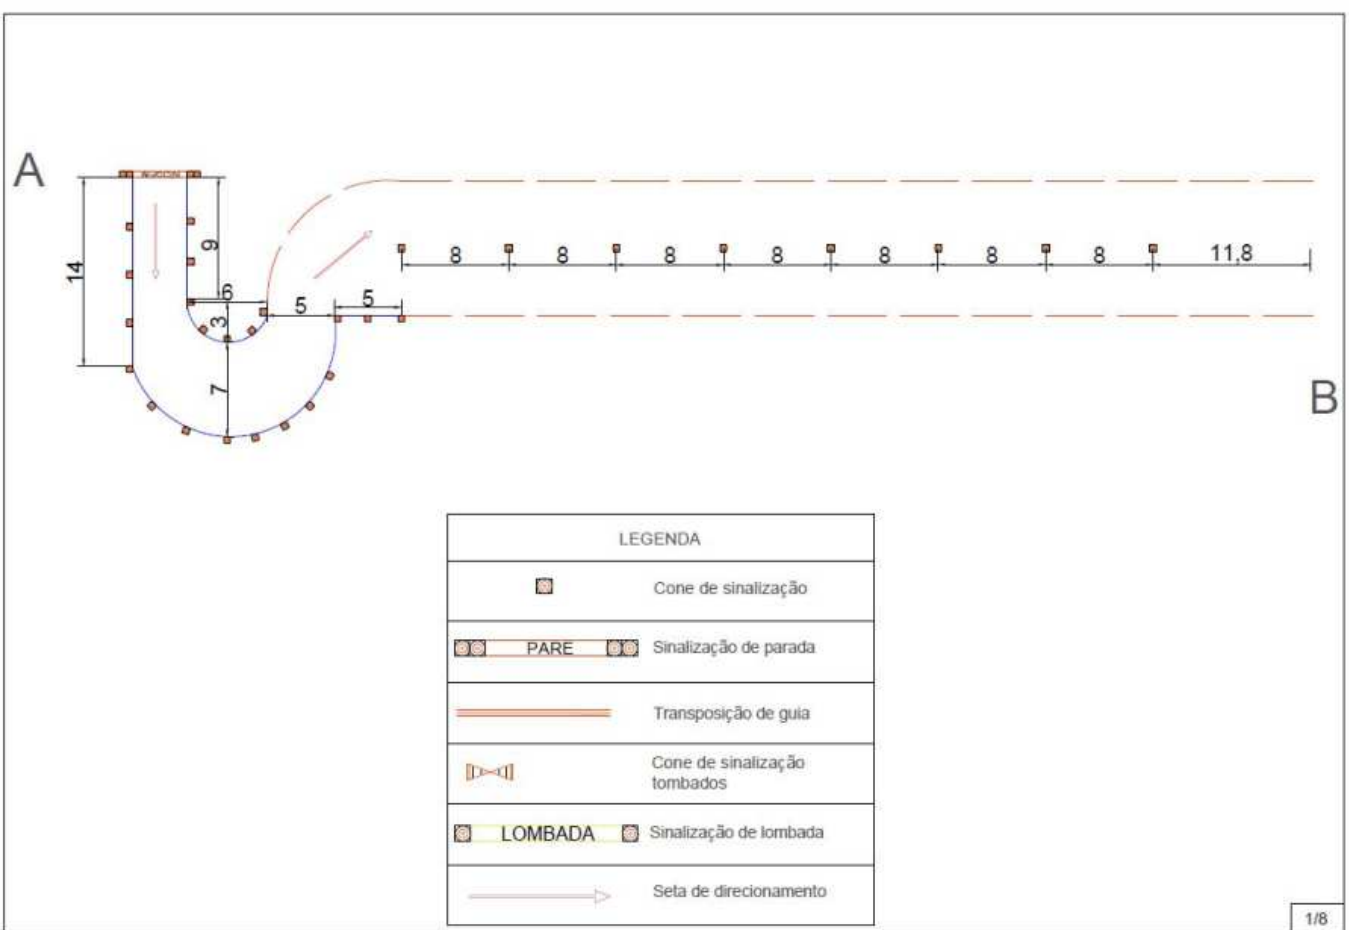 A
14
9
6
3
5
5
7
8
8
8
8
8
8
8
11,8
B
LEGENDA
Cone de sinalização
PARE
Sinalização de parada
Transposição de guia
Cone de sinalização
tombados
LOMBADA
Sinalização de lombada
Seta de direcionamento
1/8